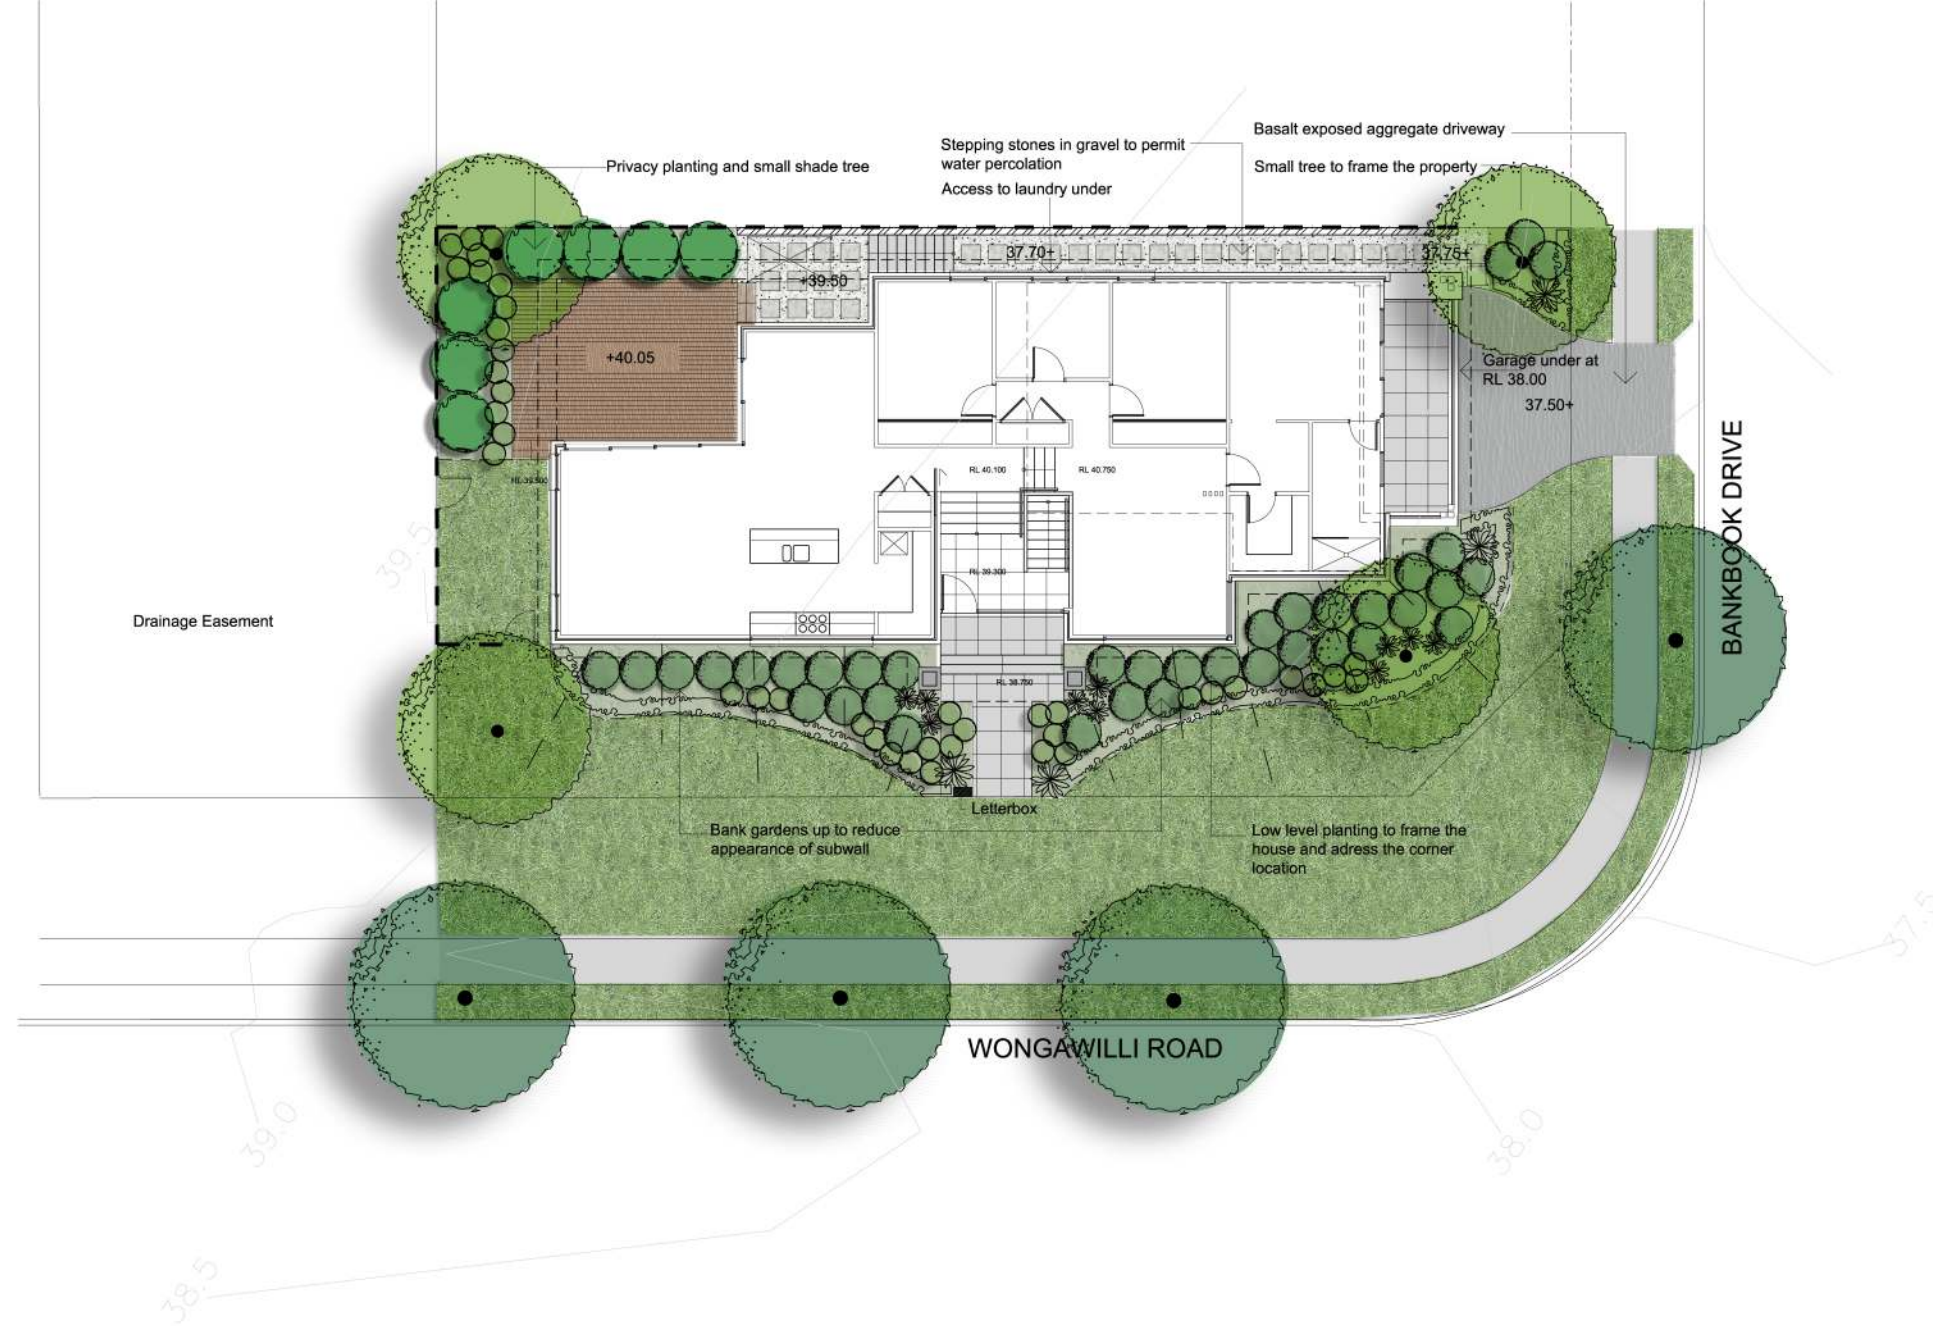 Basalt exposed aggregate driveway
Stepping stones in gravel to permit
water percolation
Privacy planting and small shade tree
Small tree to frame the property
Access to laundry under
37.70+
37.75+
+39.50
+40.05
Garage under at
RL 38.00
37.50+
RL 40.100
RL 40.750
RL 39.500
39.5
BANKBOOK DRIVE
RL 39.300
Drainage Easement
RL 38.750
Letterbox
Bank gardens up to reduce
appearance of subwall
Low level planting to frame the
house and adress the corner
location
37.5
WONGAWILLI ROAD
39.0
38.0
38.5